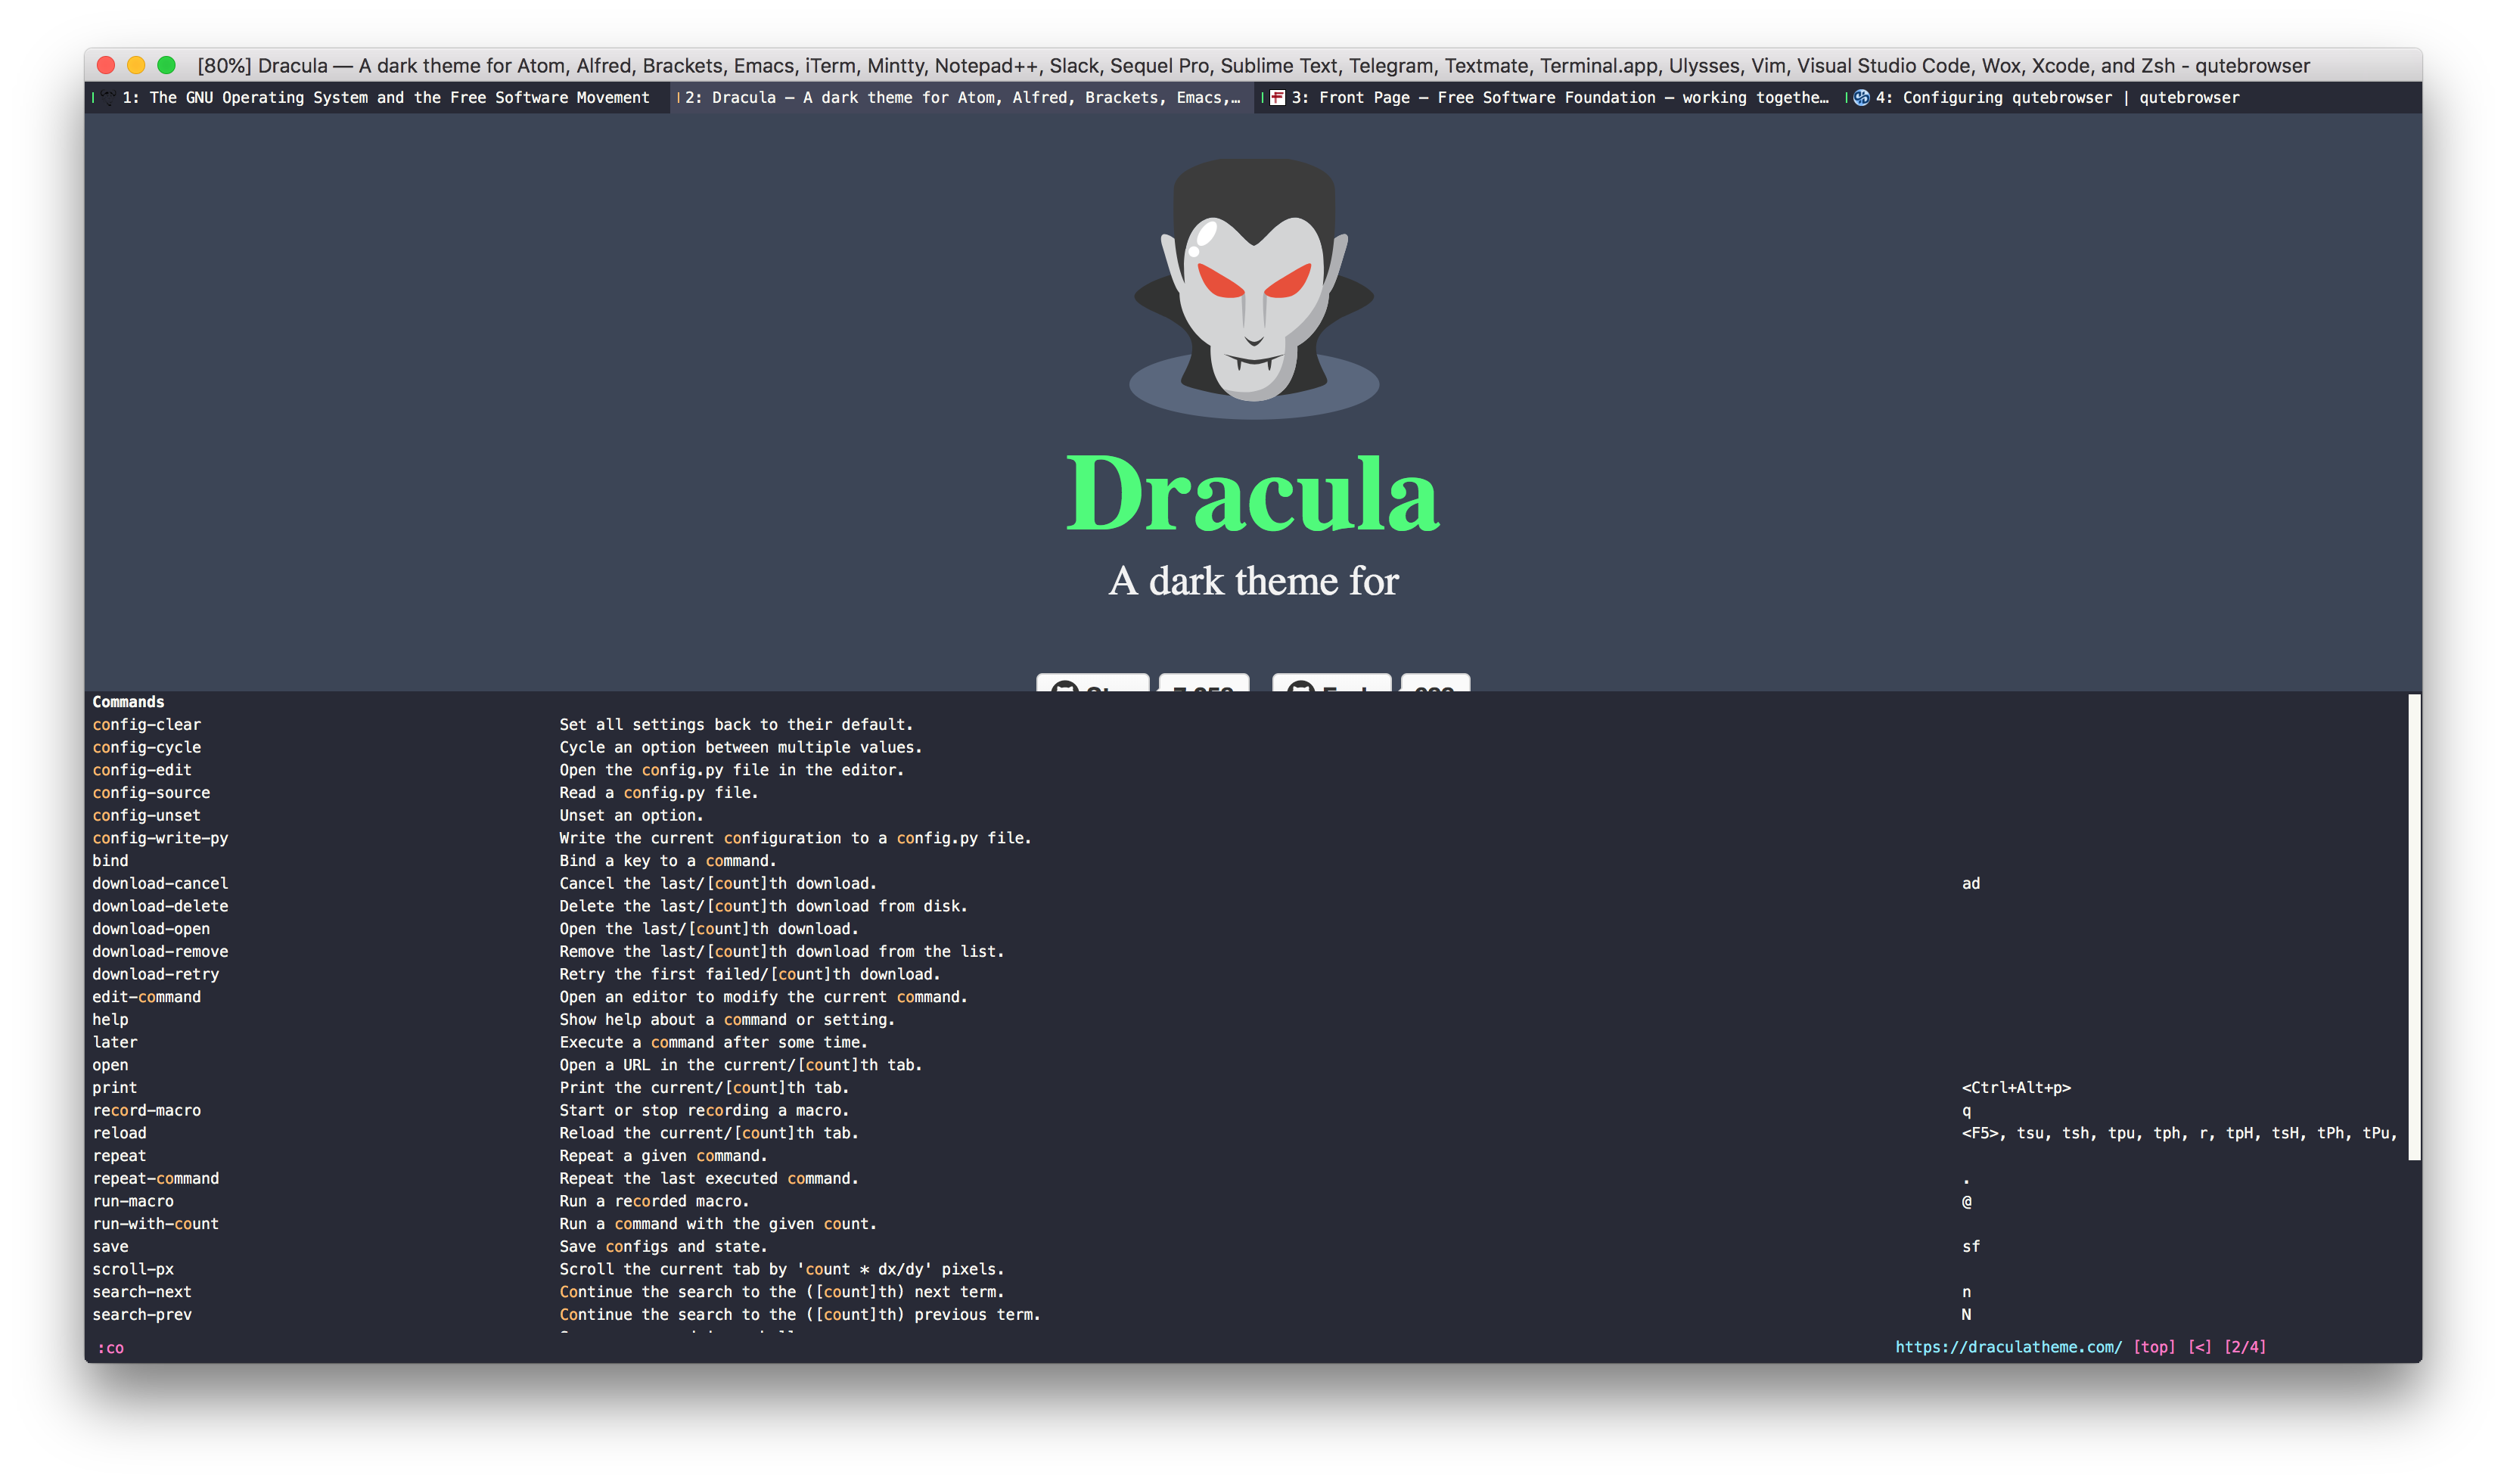 [80%] Dracula — A dark theme for Atom, Alfred, Brackets, Emacs, iTerm, Mintty, Notepad++, Slack, Sequel Pro, Sublime Text, Telegram, Textmate, Terminal.app, Ulysses, Vim, Visual Studio Code, Wox, Xcode, and Zsh - qutebrowser
1: The GNU Operating System and the Free Software Movement 2: Dracula — A dark theme for Atom, Alfred, Brackets, Emacs,… 3: Front Page — Free Software Foundation — working togethe… 4: Configuring qutebrowser | qutebrowser
Dracula
A dark theme for
Commands
config-clear Set all settings back to their default.
config-cycle Cycle an option between multiple values.
config-edit Open the config.py file in the editor.
config-source Read a config.py file.
config-unset Unset an option.
config-write-py Write the current configuration to a config.py file.
bind Bind a key to a command.
download-cancel Cancel the last/[count]th download. ad
download-delete Delete the last/[count]th download from disk.
download-open Open the last/[count]th download.
download-remove Remove the last/[count]th download from the list.
download-retry Retry the first failed/[count]th download.
edit-command Open an editor to modify the current command.
help Show help about a command or setting.
later Execute a command after some time.
open Open a URL in the current/[count]th tab.
print Print the current/[count]th tab. <Ctrl+Alt+p>
record-macro Start or stop recording a macro. q
reload Reload the current/[count]th tab. <F5>, tsu, tsh, tpu, tph, r, tpH, tsH, tPh, tPu,
repeat Repeat a given command.
repeat-command Repeat the last executed command. .
run-macro Run a recorded macro. @
run-with-count Run a command with the given count.
save Save configs and state. sf
scroll-px Scroll the current tab by 'count * dx/dy' pixels.
search-next Continue the search to the ([count]th) next term. n
search-prev Continue the search to the ([count]th) previous term. N
:co https://draculatheme.com/ [top] [<] [2/4]